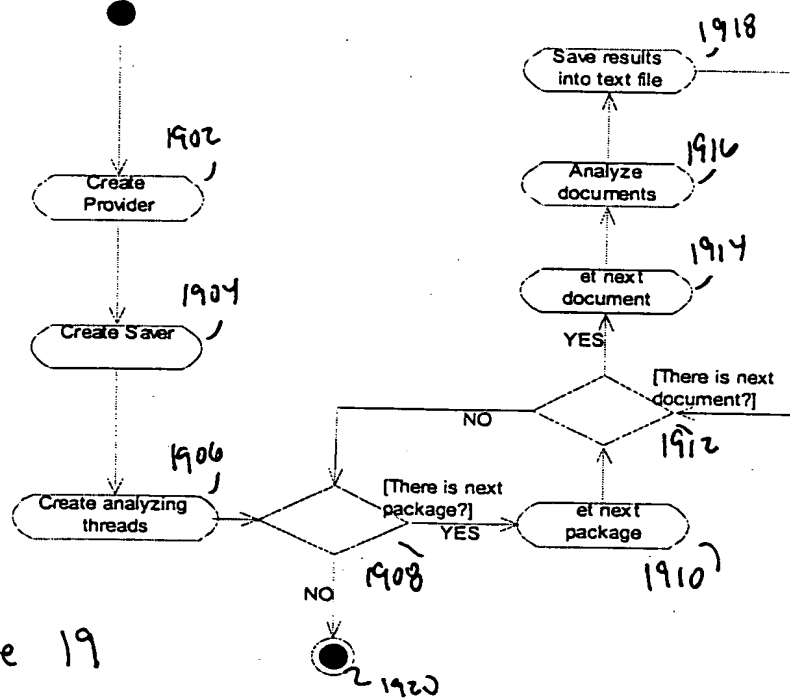 1902
Create
Provider
1904
Create Saver
1906
Create analyzing
threads
[There is next
package?]
YES
1908
NO
1920
et next
package
1910
[There is next
document?]
1912
NO
YES
et next
document
1914
Analyze
documents
1916
Save results
into text file
1918
e 19